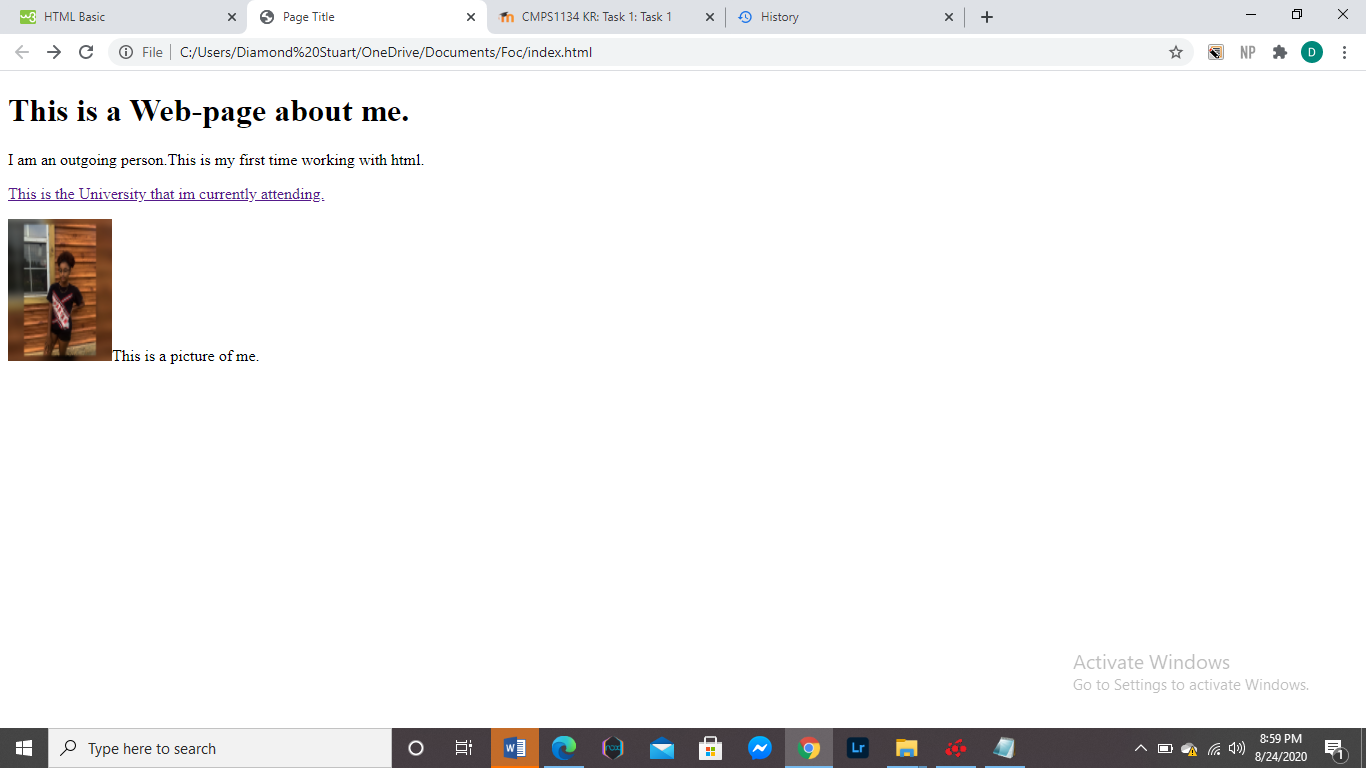 HTML Basic
Page Title
CMPS1134 KR: Task 1: Task 1
History
File
C:/Users/Diamond%20Stuart/OneDrive/Documents/Foc/index.html
NP
D
This is a Web-page about me.
I am an outgoing person.This is my first time working with html.
This is the University that im currently attending.
This is a picture of me.
Activate Windows
Go to Settings to activate Windows.
Type here to search
W
Lr
8:59 PM
8/24/2020
1